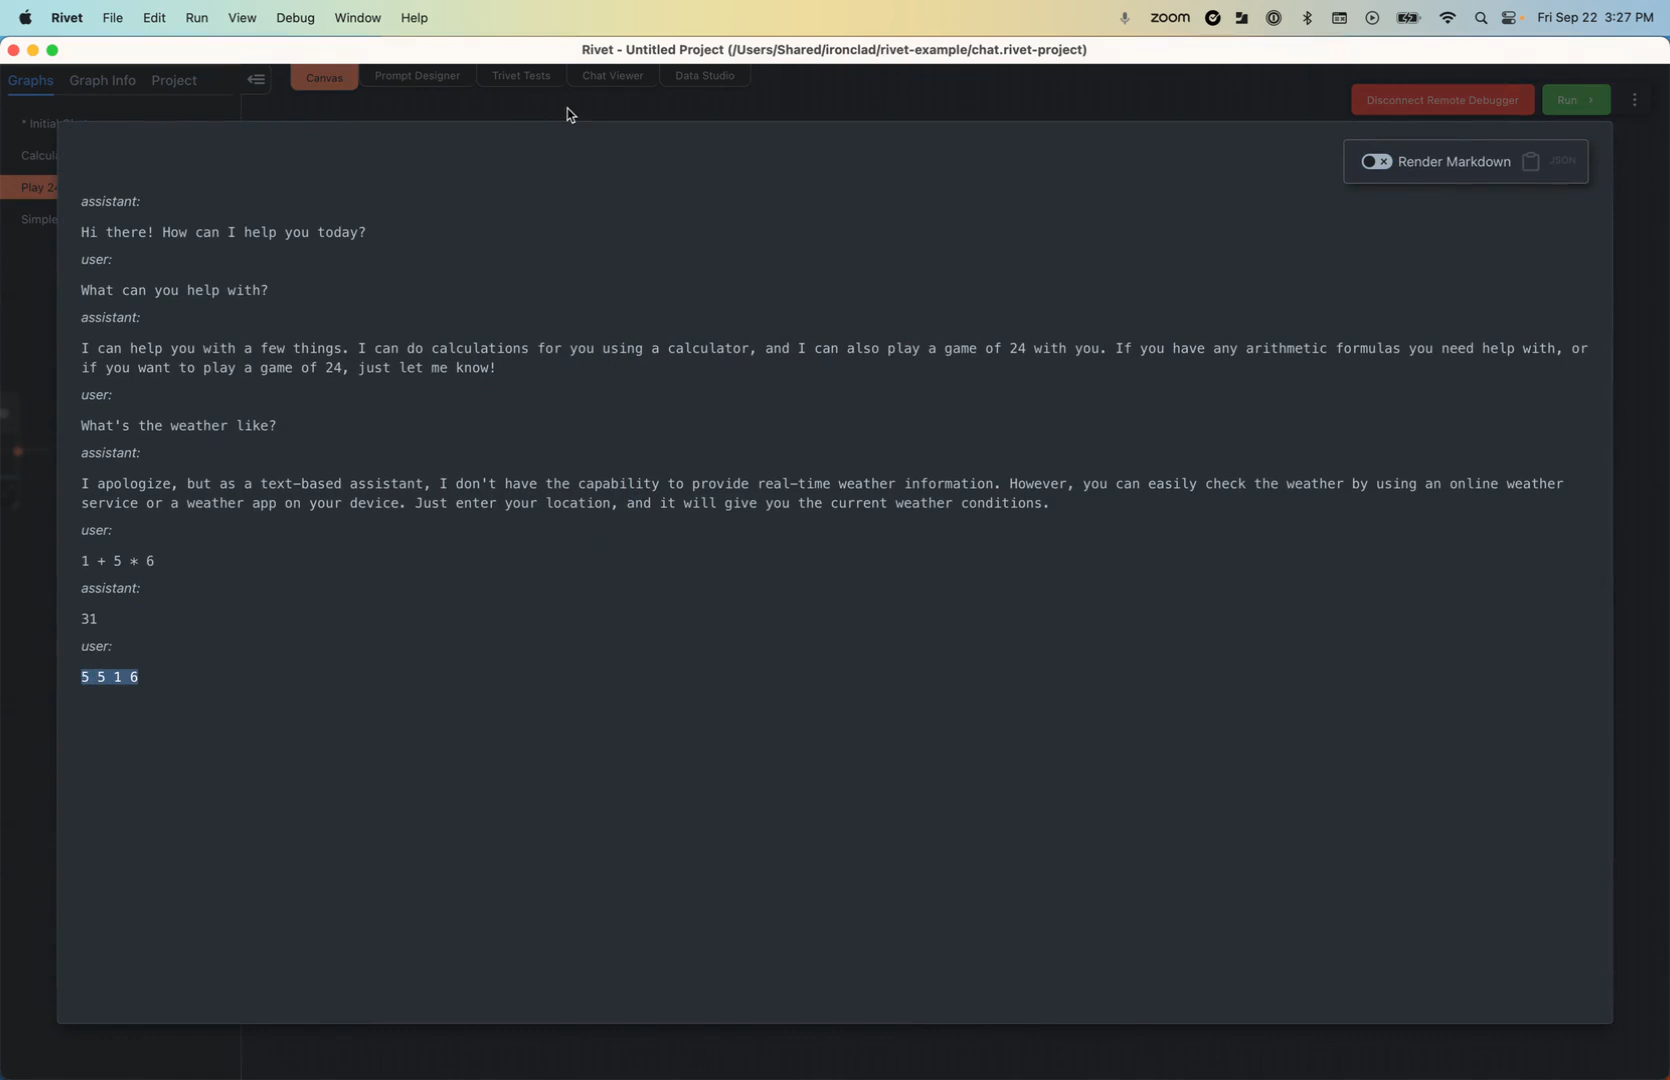 Rivet File Edit Run View Debug Window Help zoom Fri Sep 22 3:27 PM
Rivet - Untitled Project (/Users/Shared/ironclad/rivet-example/chat.rivet-project)
Graphs Graph Info Project Canvas Prompt Designer Trivet Tests Chat Viewer Data Studio
Disconnect Remote Debugger Run
* Initial
Calcula
Play 24
Simple
Render Markdown JSON
assistant:
Hi there! How can I help you today?
user:
What can you help with?
assistant:
I can help you with a few things. I can do calculations for you using a calculator, and I can also play a game of 24 with you. If you have any arithmetic formulas you need help with, or
if you want to play a game of 24, just let me know!
user:
What's the weather like?
assistant:
I apologize, but as a text-based assistant, I don't have the capability to provide real-time weather information. However, you can easily check the weather by using an online weather
service or a weather app on your device. Just enter your location, and it will give you the current weather conditions.
user:
1 + 5 * 6
assistant:
31
user:
5 5 1 6